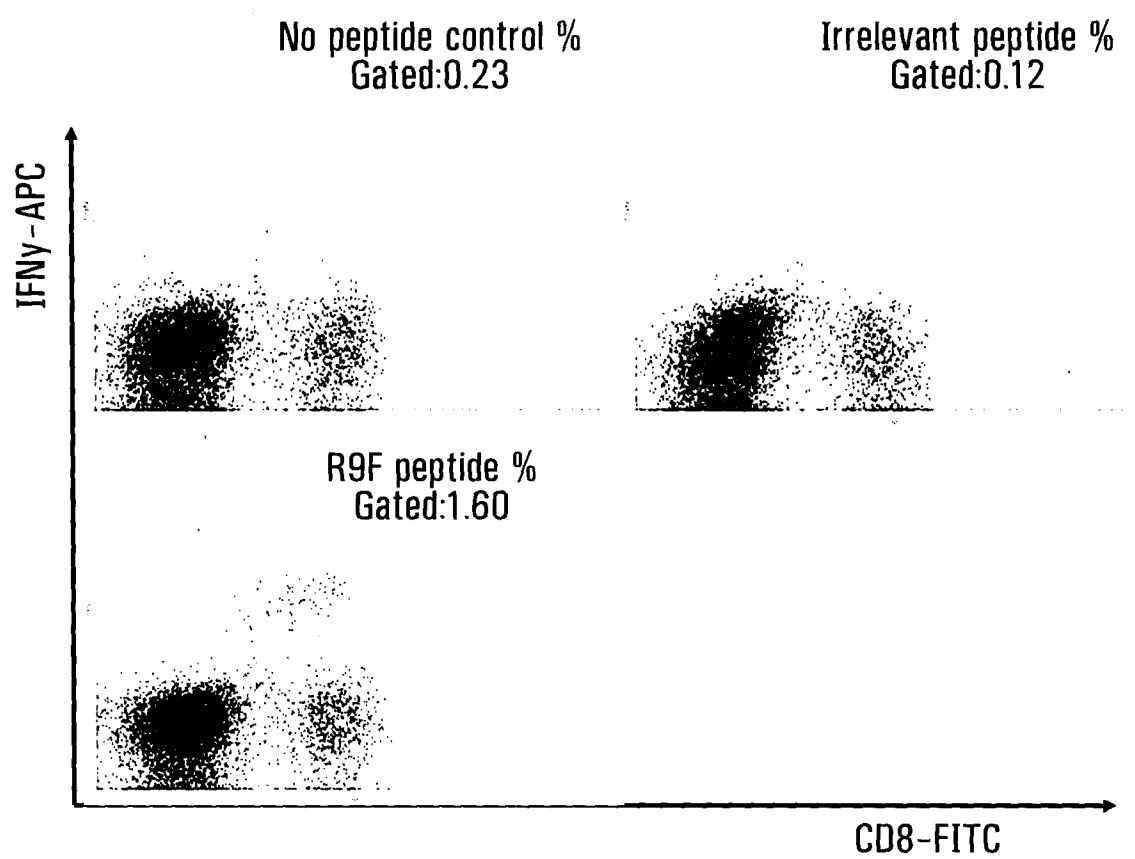 No peptide control %
Gated:0.23
Irrelevant peptide %
Gated:0.12
IFNγ-APC
R9F peptide %
Gated:1.60
CD8-FITC